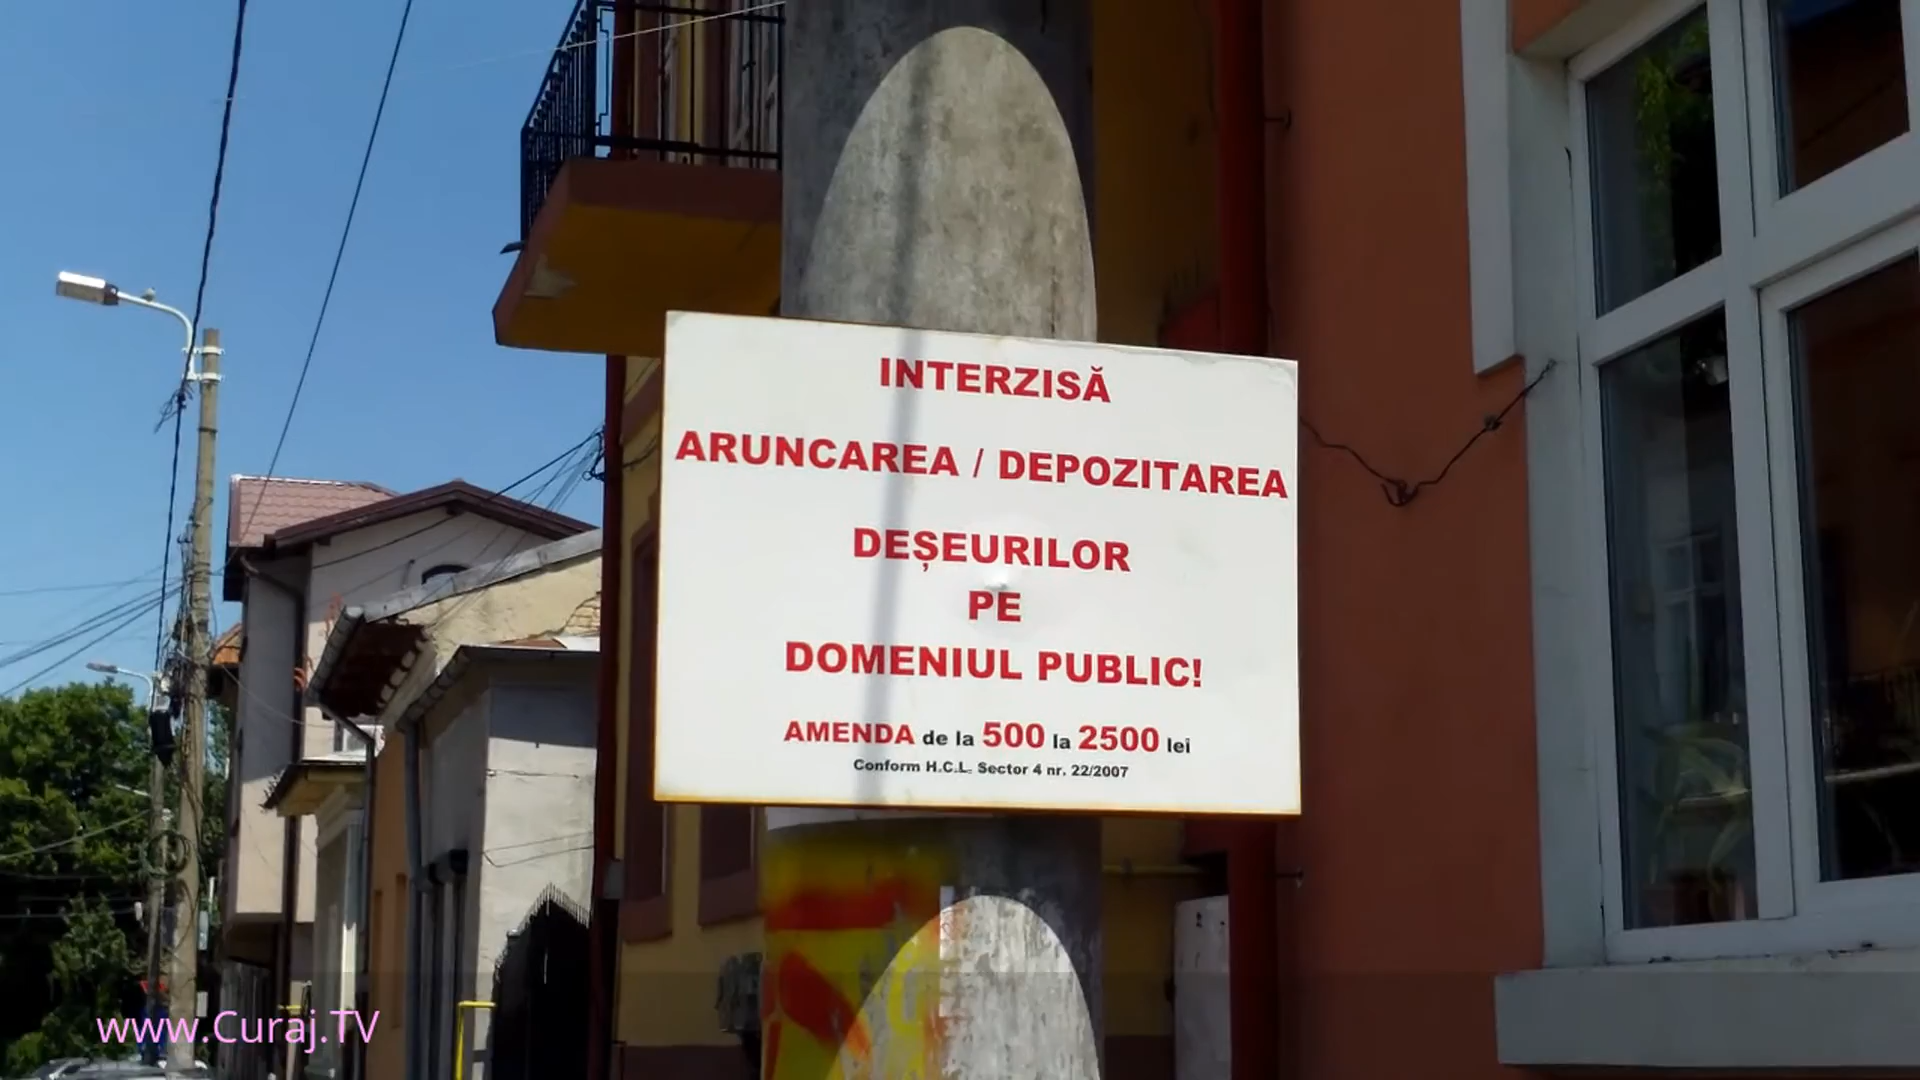 INTERZISĂ
ARUNCAREA / DEPOZITAREA
DEȘEURILOR
PE
DOMENIUL PUBLIC!
AMENDA de la 500 la 2500 lei
Conform H.C.L. Sector 4 nr. 22/2007
www.Curaj.TV